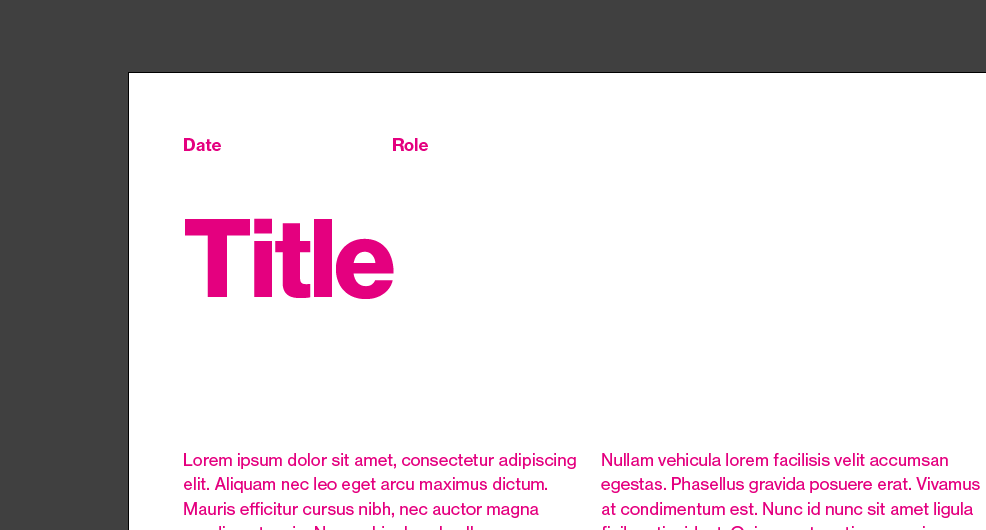 Date Role
Title
Lorem ipsum dolor sit amet, consectetur adipiscing
elit. Aliquam nec leo eget arcu maximus dictum.
Mauris efficitur cursus nibh, nec auctor magna
Nullam vehicula lorem facilisis velit accumsan
egestas. Phasellus gravida posuere erat. Vivamus
at condimentum est. Nunc id nunc sit amet ligula